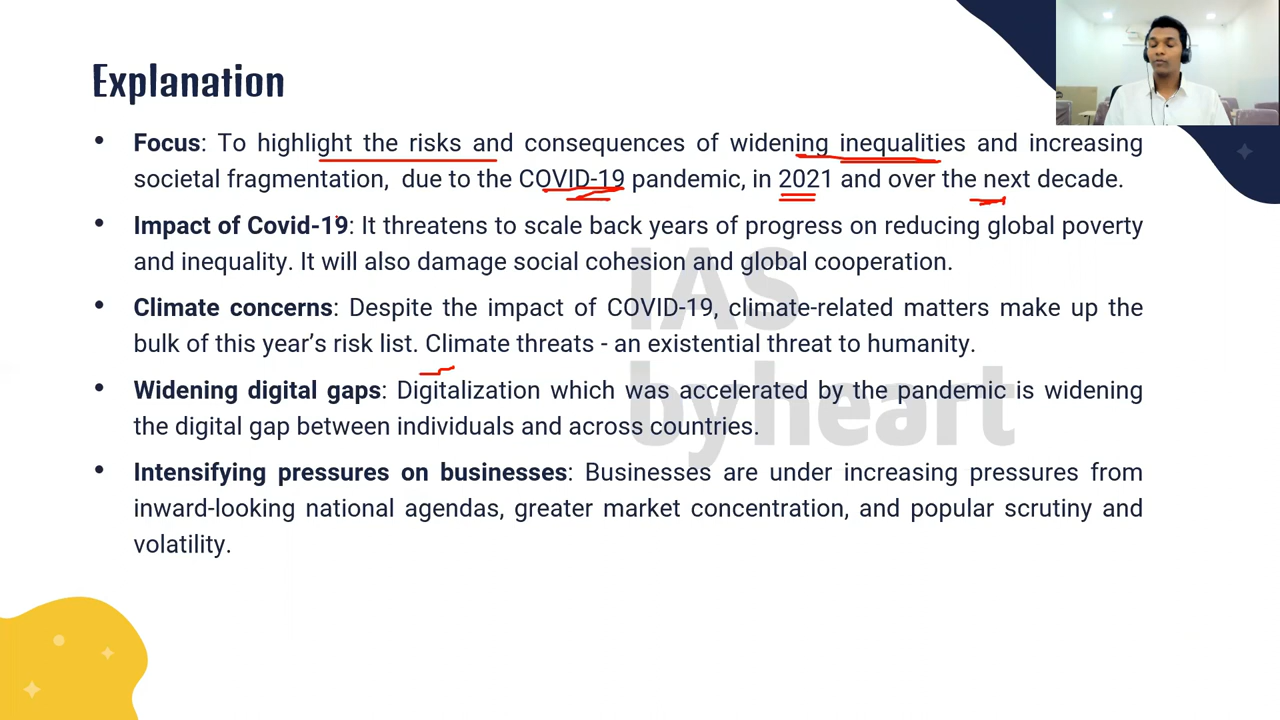 Explanation
• Focus: To highlight the risks and consequences of widening inequalities and increasing
societal fragmentation, due to the COVID-19 pandemic, in 2021 and over the next decade.
• Impact of Covid-19: It threatens to scale back years of progress on reducing global poverty
and inequality. It will also damage social cohesion and global cooperation.
• Climate concerns: Despite the impact of COVID-19, climate-related matters make up the
bulk of this year’s risk list. Climate threats - an existential threat to humanity.
• Widening digital gaps: Digitalization which was accelerated by the pandemic is widening
the digital gap between individuals and across countries.
• Intensifying pressures on businesses: Businesses are under increasing pressures from
inward-looking national agendas, greater market concentration, and popular scrutiny and
volatility.
IAS
byheart